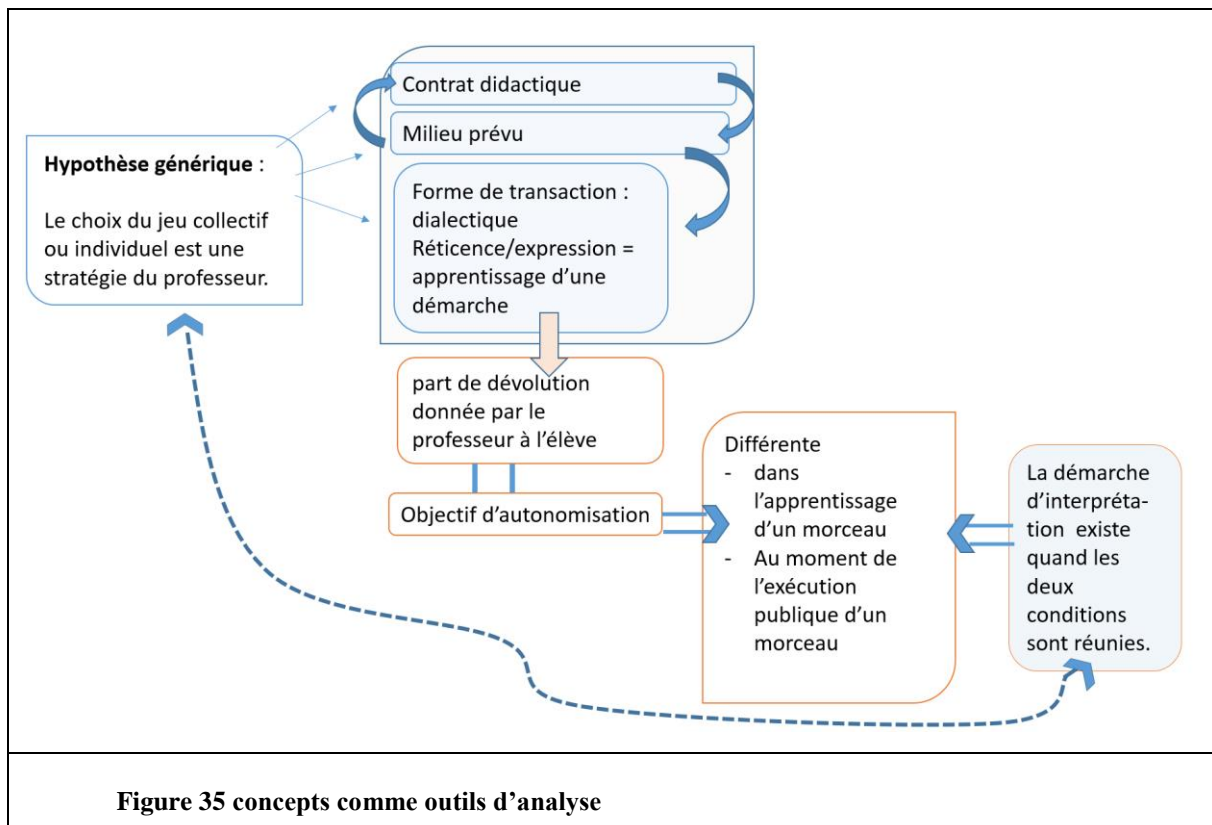 Contrat didactique
Milieu prévu
Hypothèse générique :
Le choix du jeu collectif
ou individuel est une
stratégie du professeur.
Forme de transaction :
dialectique
Réticence/expression =
apprentissage d’une
démarche
part de dévolution
donnée par le
professeur à l’élève
Objectif d’autonomisation
Différente
- dans
l’apprentissage
d’un morceau
- Au moment de
l’exécution
publique d’un
morceau
La démarche
d’interpréta-
tion existe
quand les
deux
conditions
sont réunies.
Figure 35 concepts comme outils d’analyse